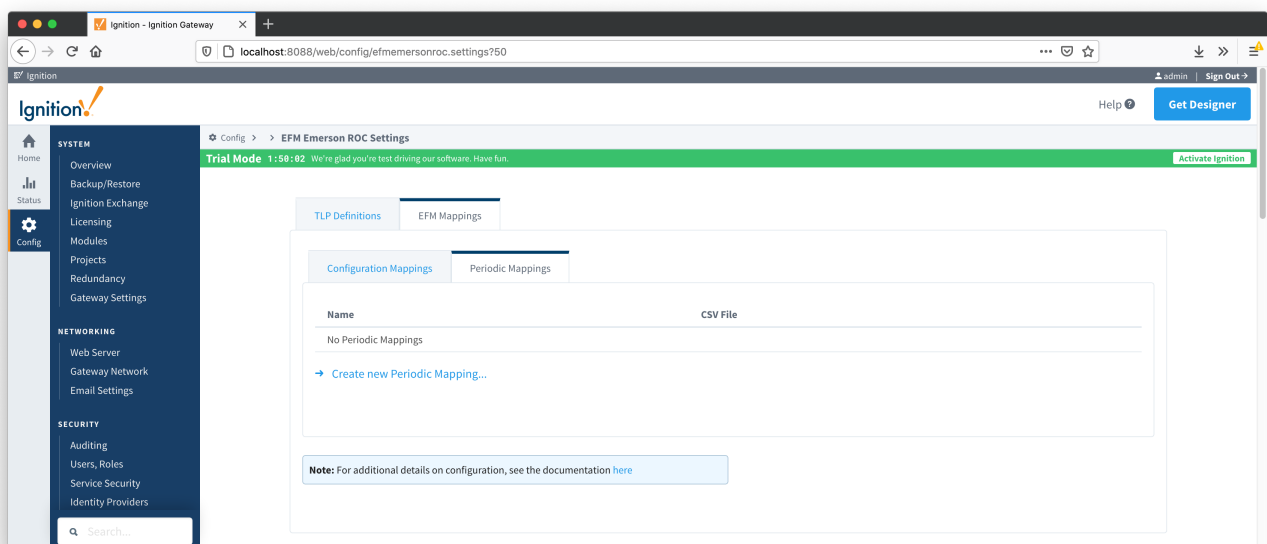 Ignition - Ignition Gateway
localhost:8088/web/config/efmemersonroc.settings?50
Ignition
admin | Sign Out
Ignition!
Help
Get Designer
Home
Status
Config
Config > > EFM Emerson ROC Settings
Trial Mode 1:50:02 We're glad you're test driving our software. Have fun.
Activate Ignition
SYSTEM
Overview
Backup/Restore
Ignition Exchange
Licensing
Modules
Projects
Redundancy
Gateway Settings
NETWORKING
Web Server
Gateway Network
Email Settings
SECURITY
Auditing
Users, Roles
Service Security
Identity Providers
Search...
TLP Definitions
EFM Mappings
Configuration Mappings
Periodic Mappings
Name CSV File
No Periodic Mappings
Create new Periodic Mapping...
Note: For additional details on configuration, see the documentation here